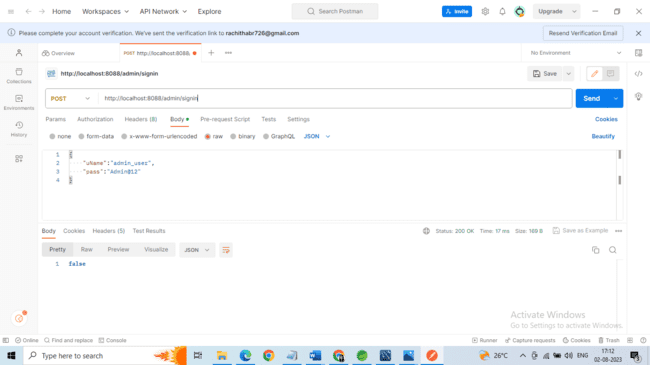 Home Workspaces API Network Explore Search Postman Invite Upgrade
Please complete your account verification. We've sent the verification link to rachithabr726@gmail.com Resend Verification Email
Overview POST http://localhost:8088, No Environment
http://localhost:8088/admin/signin Save
Collections
POST http://localhost:8088/admin/signin Send
Environments
Params Authorization Headers (8) Body Pre-request Script Tests Settings Cookies
History
none form-data x-www-form-urlencoded raw binary GraphQL JSON Beautify
1 {
2 "uName":"admin_user",
3 "pass":"Admin@12"
4 }
Body Cookies Headers (5) Test Results Status: 200 OK Time: 17 ms Size: 169 B Save as Example
Pretty Raw Preview Visualize JSON
1 false
Activate Windows
Go to Settings to activate Windows.
Online Find and replace Console Runner Capture requests Cookies Trash
Type here to search 26°C ENG 17:12
02-08-2023